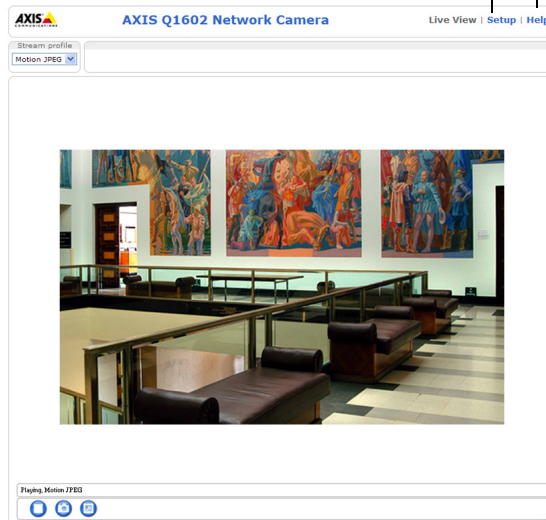 AXIS
COMMUNICATIONS
AXIS Q1602 Network Camera
Live View | Setup | Help
Stream profile
Motion JPEG
Playing, Motion JPEG